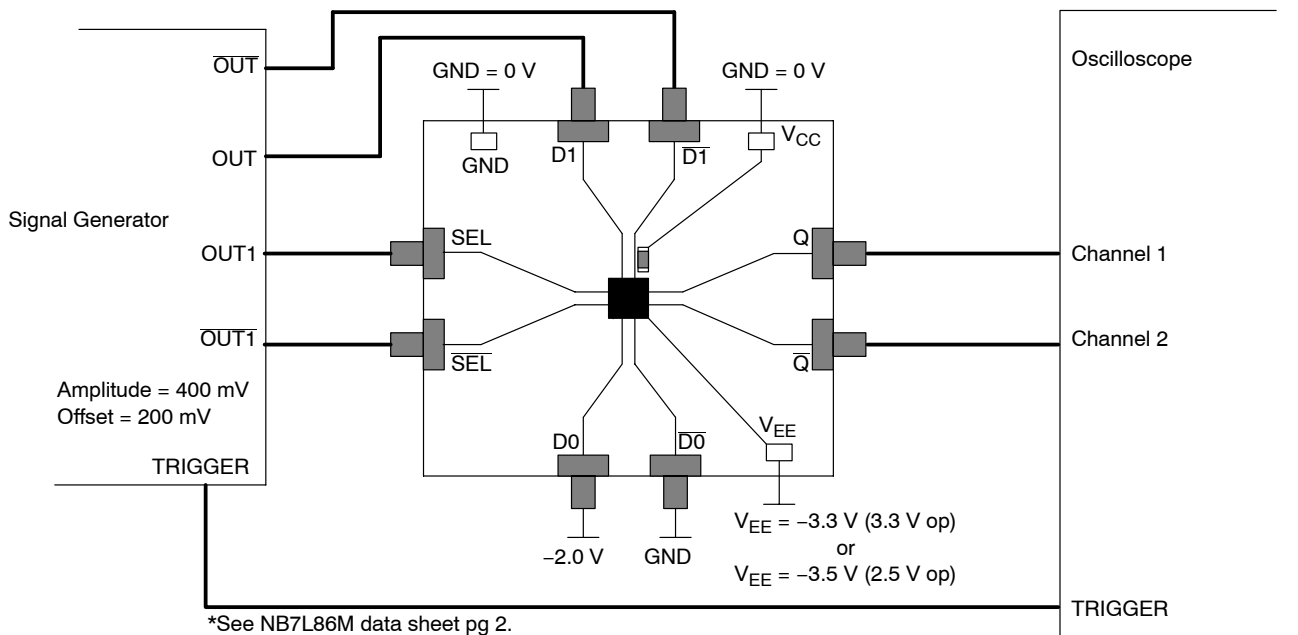 OUT
Oscilloscope
GND = 0 V
GND = 0 V
VCC
OUT
D1
D1
GND
Signal Generator
SEL
Q
OUT1
Channel 1
OUT1
Channel 2
SEL
Q
Amplitude = 400 mV
Offset = 200 mV
D0
D0
VEE
TRIGGER
VEE = −3.3 V (3.3 V op)
−2.0 V
GND
or
VEE = −3.5 V (2.5 V op)
TRIGGER
*See NB7L86M data sheet pg 2.